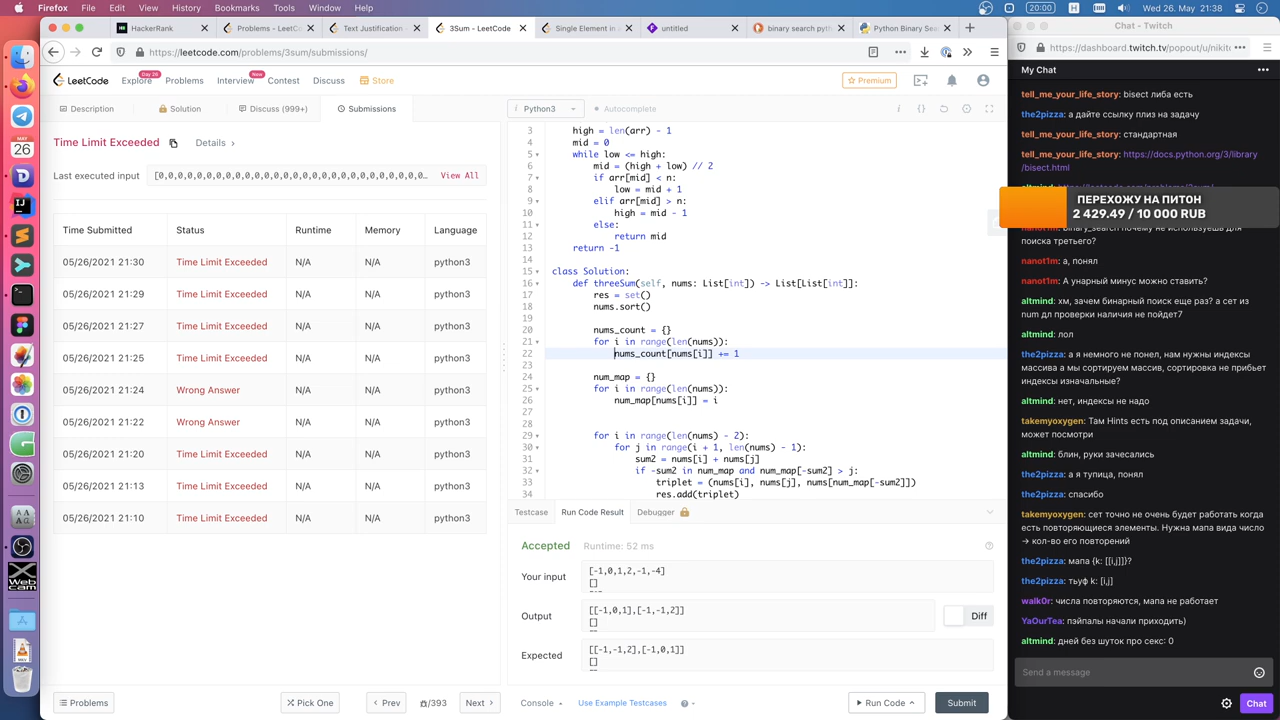 20:00
Wed 26. May 21:38
HackerRank
Problems - LeetCode
Text Justification
3Sum - LeetCode
Single Element in
untitled
binary search pyth
Python Binary Sea
Chat - Twitch
https://leetcode.com/problems/3sum/submissions/
https://dashboard.twitch.tv/popout/u/nikit
LeetCode
Explore
Day 26
Problems
Interview
New
Contest
Discuss
Store
Premium
My Chat
Description
Solution
Discuss (999+)
Submissions
Python3
Autocomplete
Time Limit Exceeded
Details
Last executed input
[0,0,0,0,0,0,0,0,0,0,0,0,0,0,0,0,0,0,0,0,0,0,0...
View All
Time Submitted Status Runtime Memory Language
05/26/2021 21:30 Time Limit Exceeded N/A N/A python3
05/26/2021 21:29 Time Limit Exceeded N/A N/A python3
05/26/2021 21:27 Time Limit Exceeded N/A N/A python3
05/26/2021 21:25 Time Limit Exceeded N/A N/A python3
05/26/2021 21:24 Wrong Answer N/A N/A python3
05/26/2021 21:22 Wrong Answer N/A N/A python3
05/26/2021 21:20 Time Limit Exceeded N/A N/A python3
05/26/2021 21:13 Time Limit Exceeded N/A N/A python3
05/26/2021 21:10 Time Limit Exceeded N/A N/A python3
3 high = len(arr) - 1
4 mid = 0
5 while low <= high:
6 mid = (high + low) // 2
7 if arr[mid] < n:
8 low = mid + 1
9 elif arr[mid] > n:
10 high = mid - 1
11 else:
12 return mid
13 return -1
14
15 class Solution:
16 def threeSum(self, nums: List[int]) -> List[List[int]]:
17 res = set()
18 nums.sort()
19
20 nums_count = {}
21 for i in range(len(nums)):
22 nums_count[nums[i]] += 1
23
24 num_map = {}
25 for i in range(len(nums)):
26 num_map[nums[i]] = i
27
28
29 for i in range(len(nums) - 2):
30 for j in range(i + 1, len(nums) - 1):
31 sum2 = nums[i] + nums[j]
32 if -sum2 in num_map and num_map[-sum2] > j:
33 triplet = (nums[i], nums[j], nums[num_map[-sum2]])
34 res.add(triplet)
Testcase
Run Code Result
Debugger
Accepted
Runtime: 52 ms
Your input
[-1,0,1,2,-1,-4]
[]
Output
[[-1,0,1],[-1,-1,2]]
[]
Diff
Expected
[[-1,-1,2],[-1,0,1]]
[]
Problems
Pick One
Prev
/393
Next
Console
Use Example Testcases
Run Code
Submit
tell_me_your_life_story: bisect либа есть
the2pizza: а дайте ссылку плиз на задачу
tell_me_your_life_story: стандартная
tell_me_your_life_story: https://docs.python.org/3/library
/bisect.html
ПЕРЕХОЖУ НА ПИТОН
2 429.49 / 10 000 RUB
nanot1m: binary_search почему не используешь для
поиска третьего?
nanot1m: а, понял
nanot1m: А унарный минус можно ставить?
altmind: хм, зачем бинарный поиск еще раз? а сет из
num дл проверки наличия не пойдет7
altmind: лол
the2pizza: а я немного не понел, нам нужны индексы
массива а мы сортируем массив, сортировка не прибьет
индексы изначальные?
altmind: нет, индексы не надо
takemyoxygen: Там Hints есть под описанием задачи,
может посмотри
altmind: блин, руки зачесались
the2pizza: а я тупица, понял
the2pizza: спасибо
takemyoxygen: сет точно не очень будет работать когда
есть повторяющиеся элементы. Нужна мапа вида число
→ кол-во его повторений
the2pizza: мапа {k: [[i,j]]}?
the2pizza: тьуф k: [i,j]
walk0r: числа повторяются, мапа не работает
YaOurTea: пэйпалы начали приходить)
altmind: дней без шуток про секс: 0
Send a message
Chat